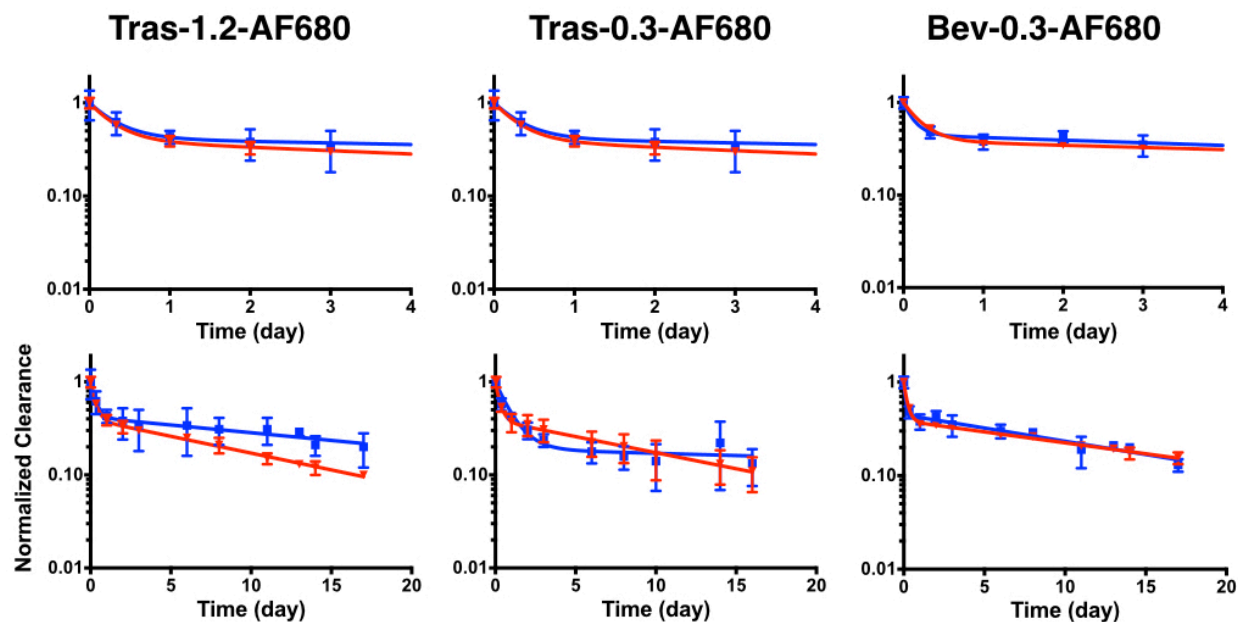 Tras-1.2-AF680 Tras-0.3-AF680 Bev-0.3-AF680
1 1 1
0.10 0.10 0.10
0.01 0.01 0.01
0 1 2 3 4 0 1 2 3 4 0 1 2 3 4
Time (day) Time (day) Time (day)
Normalized Clearance
1 1 1
0.10 0.10 0.10
0.01 0.01 0.01
0 5 10 15 20 0 5 10 15 20 0 5 10 15 20
Time (day) Time (day) Time (day)